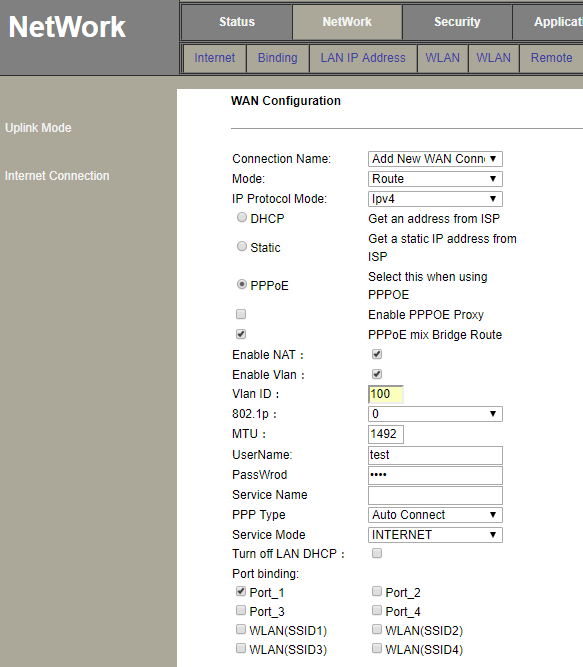 NetWork
Status NetWork Security Applicati
Internet Binding LAN IP Address WLAN WLAN Remote
Uplink Mode
Internet Connection
WAN Configuration
Connection Name: Add New WAN Conne
Mode: Route
IP Protocol Mode: Ipv4
DHCP Get an address from ISP
Static Get a static IP address from
ISP
PPPoE Select this when using
PPPOE
Enable PPPOE Proxy
PPPoE mix Bridge Route
Enable NAT：
Enable Vlan：
Vlan ID： 100
802.1p： 0
MTU： 1492
UserName: test
PassWrod ••••
Service Name
PPP Type Auto Connect
Service Mode INTERNET
Turn off LAN DHCP：
Port binding:
Port_1 Port_2
Port_3 Port_4
WLAN(SSID1) WLAN(SSID2)
WLAN(SSID3) WLAN(SSID4)